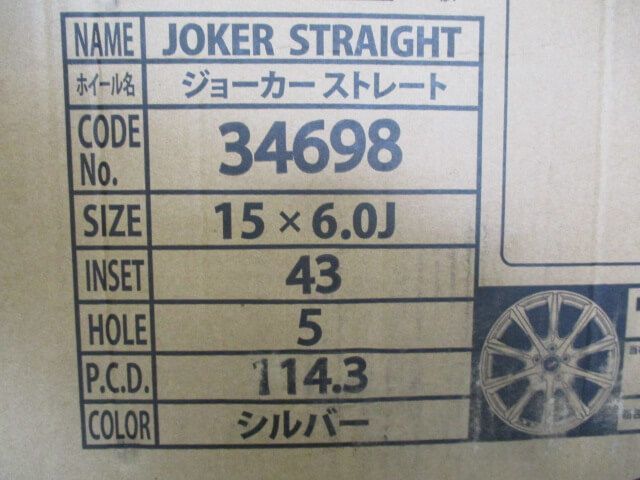 NAME JOKER STRAIGHT
ホイール名 ジョーカー ストレート
CODE No. 34698
SIZE 15×6.0J
INSET 43
HOLE 5
P.C.D. 114.3
COLOR シルバー